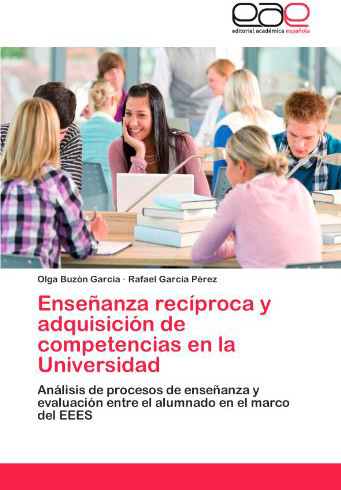 eae
editorial académica española
Olga Buzón García · Rafael García Pérez
Enseñanza recíproca y
adquisición de
competencias en la
Universidad
Análisis de procesos de enseñanza y
evaluación entre el alumnado en el marco
del EEES